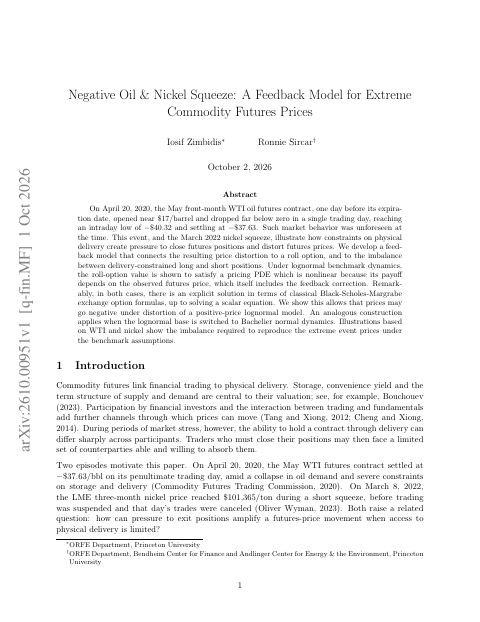 Negative Oil & Nickel Squeeze: A Feedback Model for Extreme
Commodity Futures Prices
Iosif Zimbidis* Ronnie Sircar†
October 2, 2026
Abstract
On April 20, 2020, the May front-month WTI oil futures contract, one day before its expira-
tion date, opened near $17/barrel and dropped far below zero in a single trading day, reaching
an intraday low of −$40.32 and settling at −$37.63. Such market behavior was unforeseen at
the time. This event, and the March 2022 nickel squeeze, illustrate how constraints on physical
delivery create pressure to close futures positions and distort futures prices. We develop a feed-
back model that connects the resulting price distortion to a roll option, and to the imbalance
between delivery-constrained long and short positions. Under lognormal benchmark dynamics,
the roll-option value is shown to satisfy a pricing PDE which is nonlinear because its payoff
depends on the observed futures price, which itself includes the feedback correction. Remark-
ably, in both cases, there is an explicit solution in terms of classical Black-Scholes-Margrabe
exchange option formulas, up to solving a scalar equation. We show this allows that prices may
go negative under distortion of a positive-price lognormal model. An analogous construction
applies when the lognormal base is switched to Bachelier normal dynamics. Illustrations based
on WTI and nickel show the imbalance required to reproduce the extreme event prices under
the benchmark assumptions.
1 Introduction
Commodity futures link financial trading to physical delivery. Storage, convenience yield and the
term structure of supply and demand are central to their valuation; see, for example, Bouchouev
(2023). Participation by financial investors and the interaction between trading and fundamentals
add further channels through which prices can move (Tang and Xiong, 2012; Cheng and Xiong,
2014). During periods of market stress, however, the ability to hold a contract through delivery can
differ sharply across participants. Traders who must close their positions may then face a limited
set of counterparties able and willing to absorb them.
Two episodes motivate this paper. On April 20, 2020, the May WTI futures contract settled at
−$37.63/bbl on its penultimate trading day, amid a collapse in oil demand and severe constraints
on storage and delivery (Commodity Futures Trading Commission, 2020). On March 8, 2022,
the LME three-month nickel price reached $101,365/ton during a short squeeze, before trading
was suspended and that day's trades were canceled (Oliver Wyman, 2023). Both raise a related
question: how can pressure to exit positions amplify a futures-price movement when access to
physical delivery is limited?
*ORFE Department, Princeton University
†ORFE Department, Bendheim Center for Finance and Andlinger Center for Energy & the Environment, Princeton
University
1
arXiv:2610.00951v1 [q-fin.MF] 1 Oct 2026